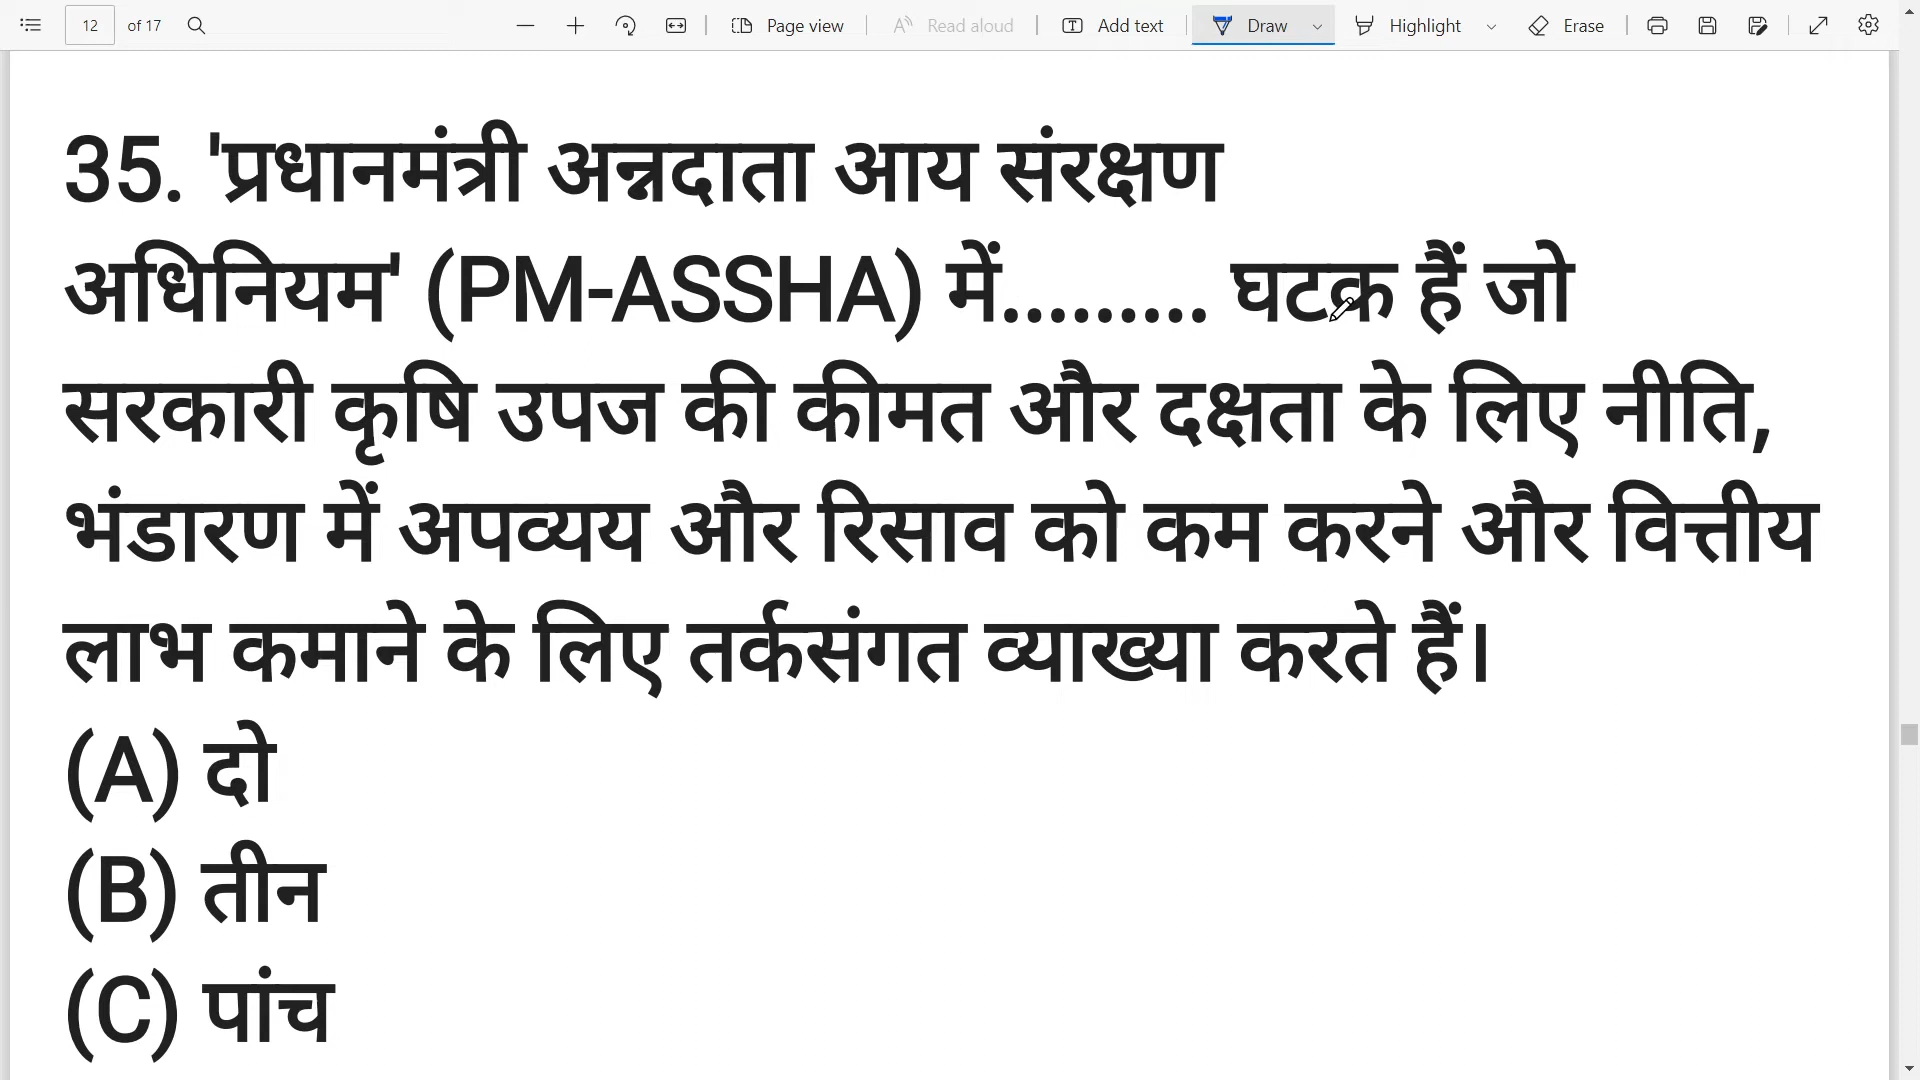 12 of 17 Page view Read aloud Add text Draw Highlight Erase
35. 'प्रधानमंत्री अन्नदाता आय संरक्षण
अधिनियम' (PM-ASSHA) में......... घटक हैं जो
सरकारी कृषि उपज की कीमत और दक्षता के लिए नीति,
भंडारण में अपव्यय और रिसाव को कम करने और वित्तीय
लाभ कमाने के लिए तर्कसंगत व्याख्या करते हैं।
(A) दो
(B) तीन
(C) पांच